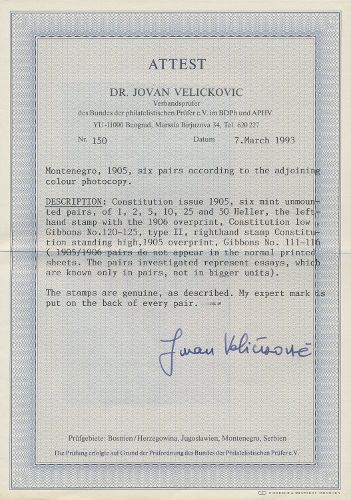 ATTEST
DR. JOVAN VELICKOVIC
Verbandsprüfer
des Bundes der philatelistischen Prüfer e.V. im BDPh und APHV
YU-11000 Beograd, Marsala Birjuzova 34, Tel. 620 227
Nr. 150 Datum 7.March 1993
Montenegro, 1905, six pairs according to the adjoining
colour photocopy.
DESCRIPTION: Constitution issue 1905, six mint unmoun-
ted pairs, of 1, 2, 5, 10, 25 and 50 Heller, the left-
hand stamp with the 1906 overprint, Constitution low ,
Gibbons No.120-125, type II, righthand stamp Constitu-
tion standing high,1905 overprint, Gibbons No. 111-116
( 1905/1906 pairs do not appear in the normal printed
sheets. The pairs investigated represent essays, which
are known only in pairs, not in bigger units).
The stamps are genuine, as described. My expert mark is
put on the back of every pair.
Jovan Veličković
Prüfgebiete: Bosnien/Herzegowina, Jugoslawien, Montenegro, Serbien
Die Prüfung erfolgte auf Grund der Prüfordnung des Bundes der Philatelistischen Prüfer e.V.